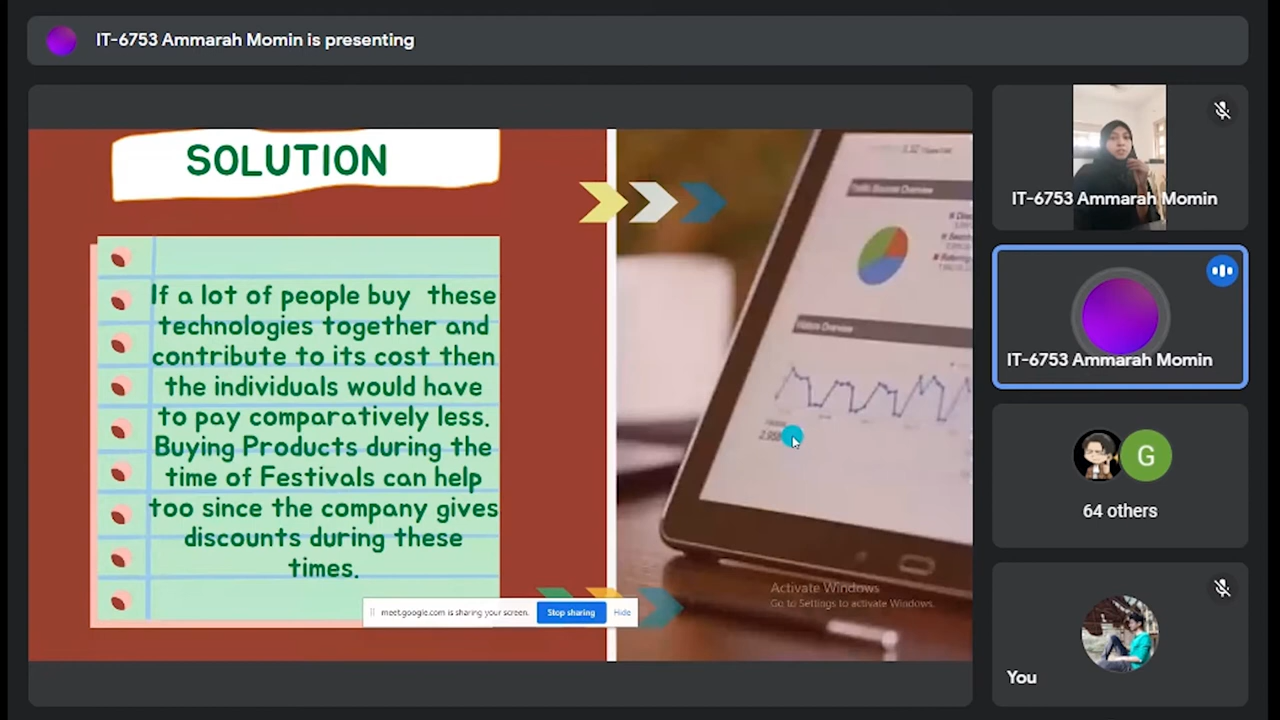 IT-6753 Ammarah Momin is presenting
SOLUTION
If a lot of people buy these
technologies together and
contribute to its cost then
the individuals would have
to pay comparatively less.
Buying Products during the
time of Festivals can help
too since the company gives
discounts during these
times.
Activate Windows
Go to Settings to activate Windows.
meet.google.com is sharing your screen.
Stop sharing
Hide
IT-6753 Ammarah Momin
IT-6753 Ammarah Momin
G
64 others
You